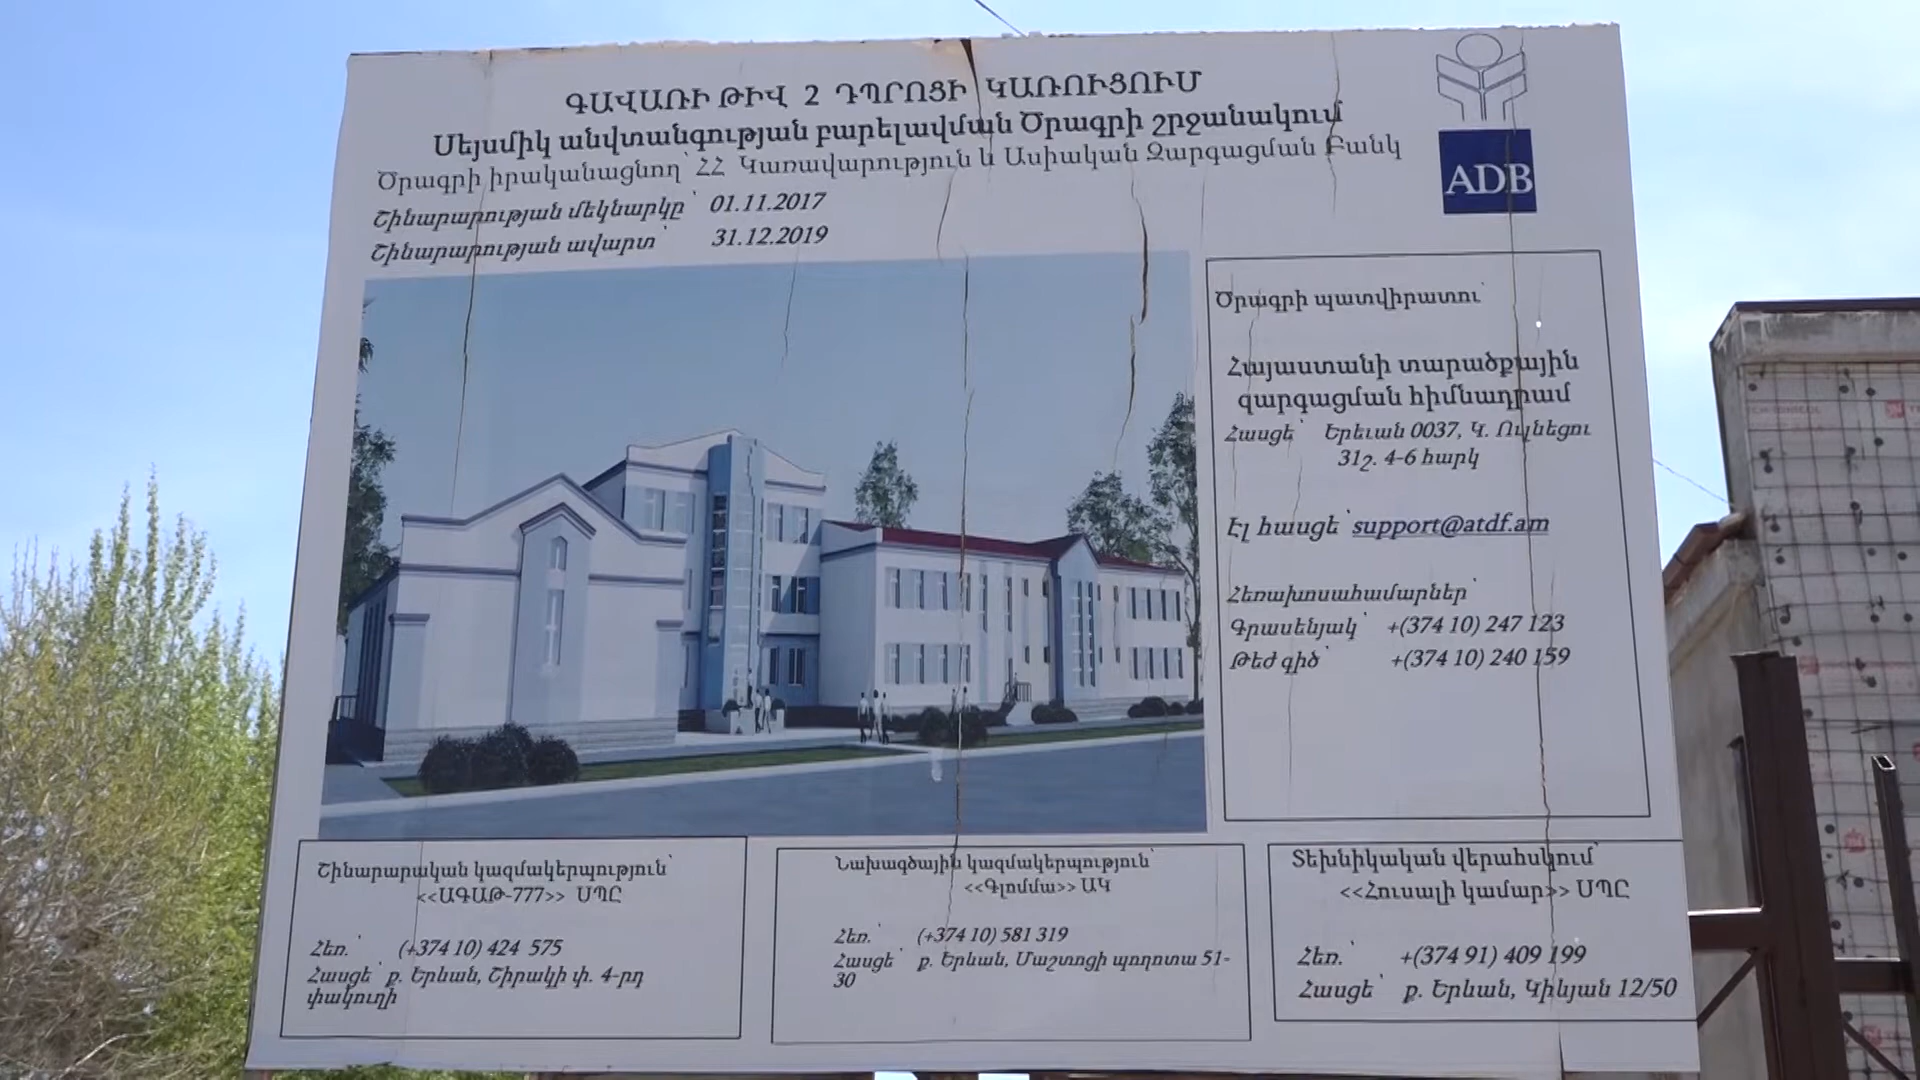 ԳԱՎԱՌԻ ԹԻՎ 2 ԴՊՐՈՑԻ ԿԱՌՈՒՑՈՒՄ
Սեյսմիկ անվտանգության բարելավման Ծրագրի շրջանակում
Ծրագրի իրականացնող՝ ՀՀ Կառավարություն և Ասիական Զարգացման Բանկ
Շինարարության մեկնարկը՝ 01.11.2017
Շինարարության ավարտ՝ 31.12.2019
ADB
Ծրագրի պատվիրատու՝
Հայաստանի տարածքային
զարգացման հիմնադրամ
Հասցե՝ Երեւան 0037, Կ. Ուլնեցու
31շ. 4-6 հարկ
Էլ հասցե՝ support@atdf.am
Հեռախոսահամարներ՝
Գրասենյակ՝ +(374 10) 247 123
Թեժ գիծ՝ +(374 10) 240 159
Շինարարական կազմակերպություն՝
<<ԱԳԱԹ-777>> ՍՊԸ
Հեռ.՝ (+374 10) 424 575
Հասցե՝ ք. Երևան, Շիրակի փ. 4-րդ
փակուղի
Նախագծային կազմակերպություն՝
<<Գլոմմա>> ԱԿ
Հեռ.՝ (+374 10) 581 319
Հասցե՝ ք. Երևան, Մաշտոցի պողոտա 51-
30
Տեխնիկական վերահսկում՝
<<Հուսալի կամար>> ՍՊԸ
Հեռ.՝ +(374 91) 409 199
Հասցե՝ ք. Երևան, Կիևյան 12/50